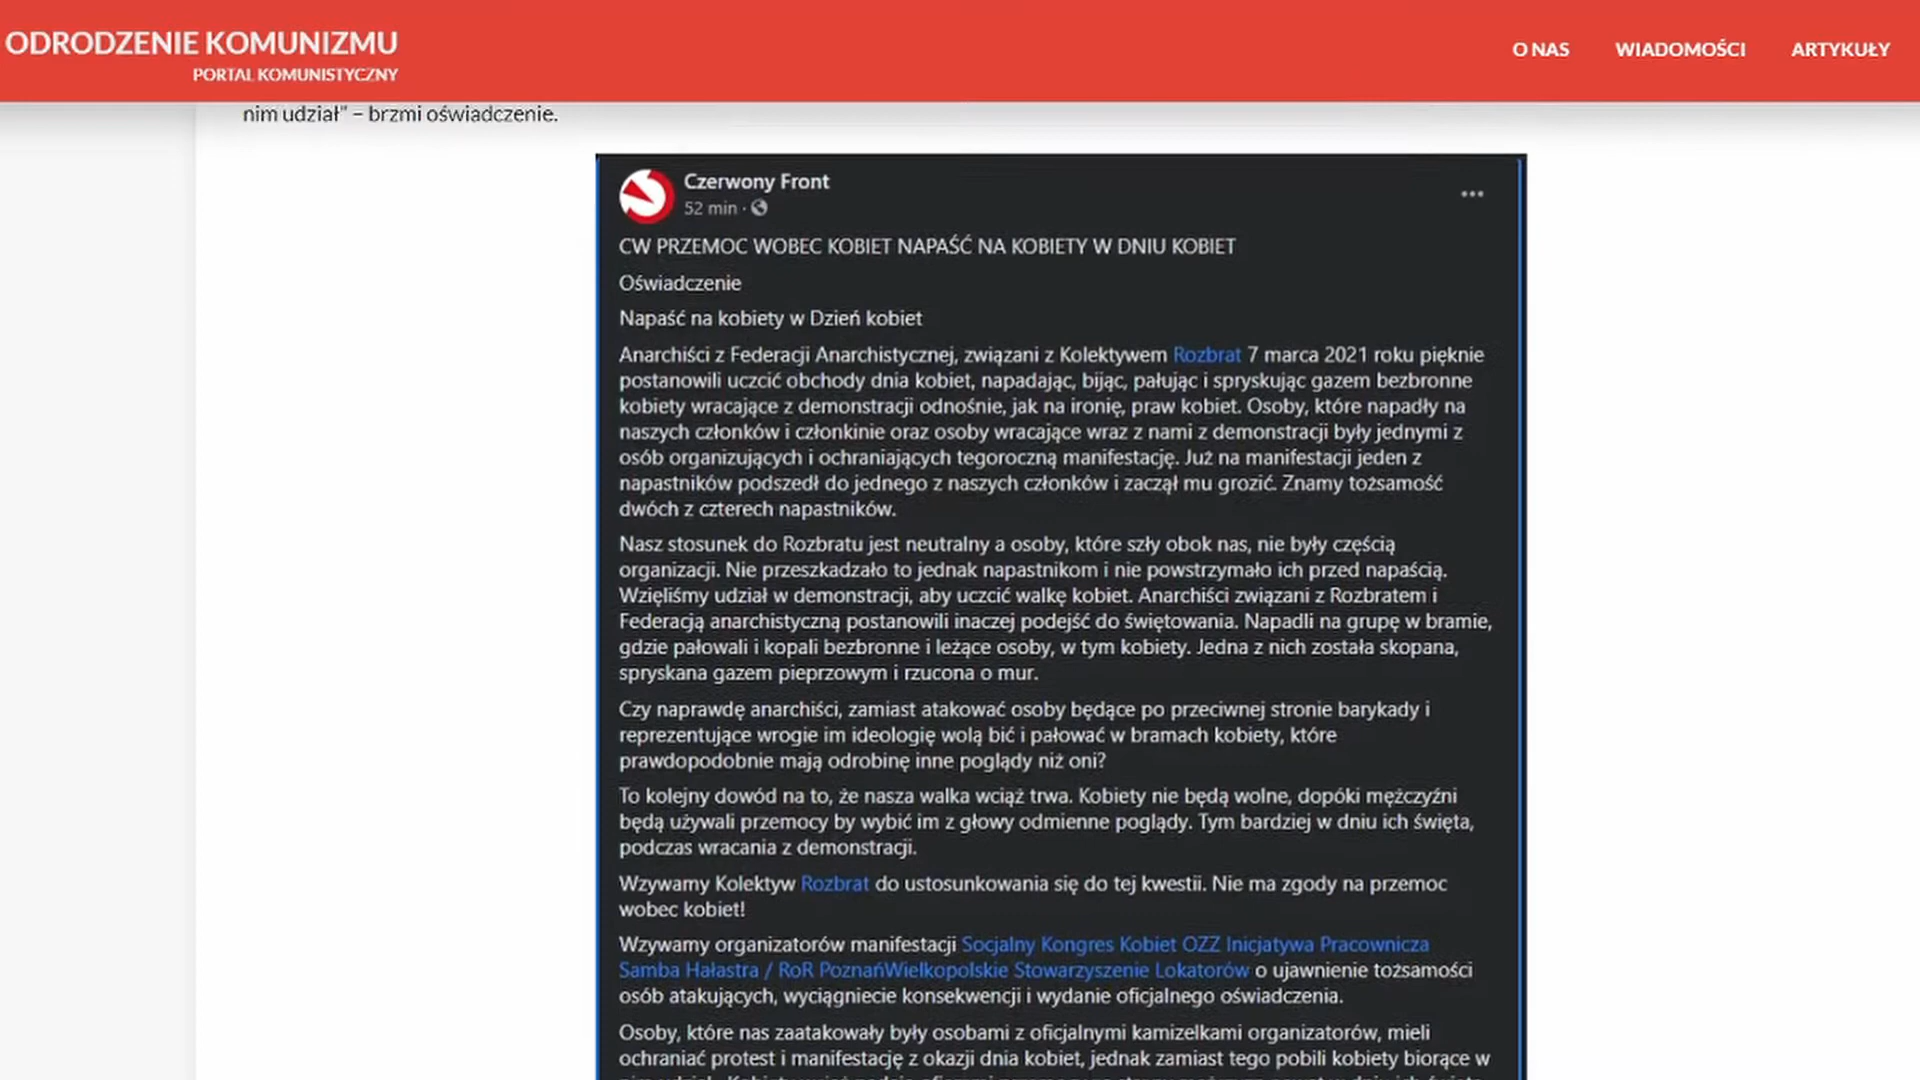 ODRODZENIE KOMUNIZMU
PORTAL KOMUNISTYCZNY
O NAS
WIADOMOŚCI
ARTYKUŁY
nim udział” – brzmi oświadczenie.
Czerwony Front
52 min ·
CW PRZEMOC WOBEC KOBIET NAPAŚĆ NA KOBIETY W DNIU KOBIET
Oświadczenie
Napaść na kobiety w Dzień kobiet
Anarchiści z Federacji Anarchistycznej, związani z Kolektywem Rozbrat 7 marca 2021 roku pięknie
postanowili uczcić obchody dnia kobiet, napadając, bijąc, pałując i spryskując gazem bezbronne
kobiety wracające z demonstracji odnośnie, jak na ironię, praw kobiet. Osoby, które napadły na
naszych członków i członkinie oraz osoby wracające wraz z nami z demonstracji były jednymi z
osób organizujących i ochraniających tegoroczną manifestację. Już na manifestacji jeden z
napastników podszedł do jednego z naszych członków i zaczął mu grozić. Znamy tożsamość
dwóch z czterech napastników.
Nasz stosunek do Rozbratu jest neutralny a osoby, które szły obok nas, nie były częścią
organizacji. Nie przeszkadzało to jednak napastnikom i nie powstrzymało ich przed napaścią.
Wzięliśmy udział w demonstracji, aby uczcić walkę kobiet. Anarchiści związani z Rozbratem i
Federacją anarchistyczną postanowili inaczej podejść do świętowania. Napadli na grupę w bramie,
gdzie pałowali i kopali bezbronne i leżące osoby, w tym kobiety. Jedna z nich została skopana,
spryskana gazem pieprzowym i rzucona o mur.
Czy naprawdę anarchiści, zamiast atakować osoby będące po przeciwnej stronie barykady i
reprezentujące wrogie im ideologię wolą bić i pałować w bramach kobiety, które
prawdopodobnie mają odrobinę inne poglądy niż oni?
To kolejny dowód na to, że nasza walka wciąż trwa. Kobiety nie będą wolne, dopóki mężczyźni
będą używali przemocy by wybić im z głowy odmienne poglądy. Tym bardziej w dniu ich święta,
podczas wracania z demonstracji.
Wzywamy Kolektyw Rozbrat do ustosunkowania się do tej kwestii. Nie ma zgody na przemoc
wobec kobiet!
Wzywamy organizatorów manifestacji Socjalny Kongres Kobiet OZZ Inicjatywa Pracownicza
Samba Hałastra / RoR PoznańWielkopolskie Stowarzyszenie Lokatorów o ujawnienie tożsamości
osób atakujących, wyciągniecie konsekwencji i wydanie oficjalnego oświadczenia.
Osoby, które nas zaatakowały były osobami z oficjalnymi kamizelkami organizatorów, mieli
ochraniać protest i manifestację z okazji dnia kobiet, jednak zamiast tego pobili kobiety biorące w